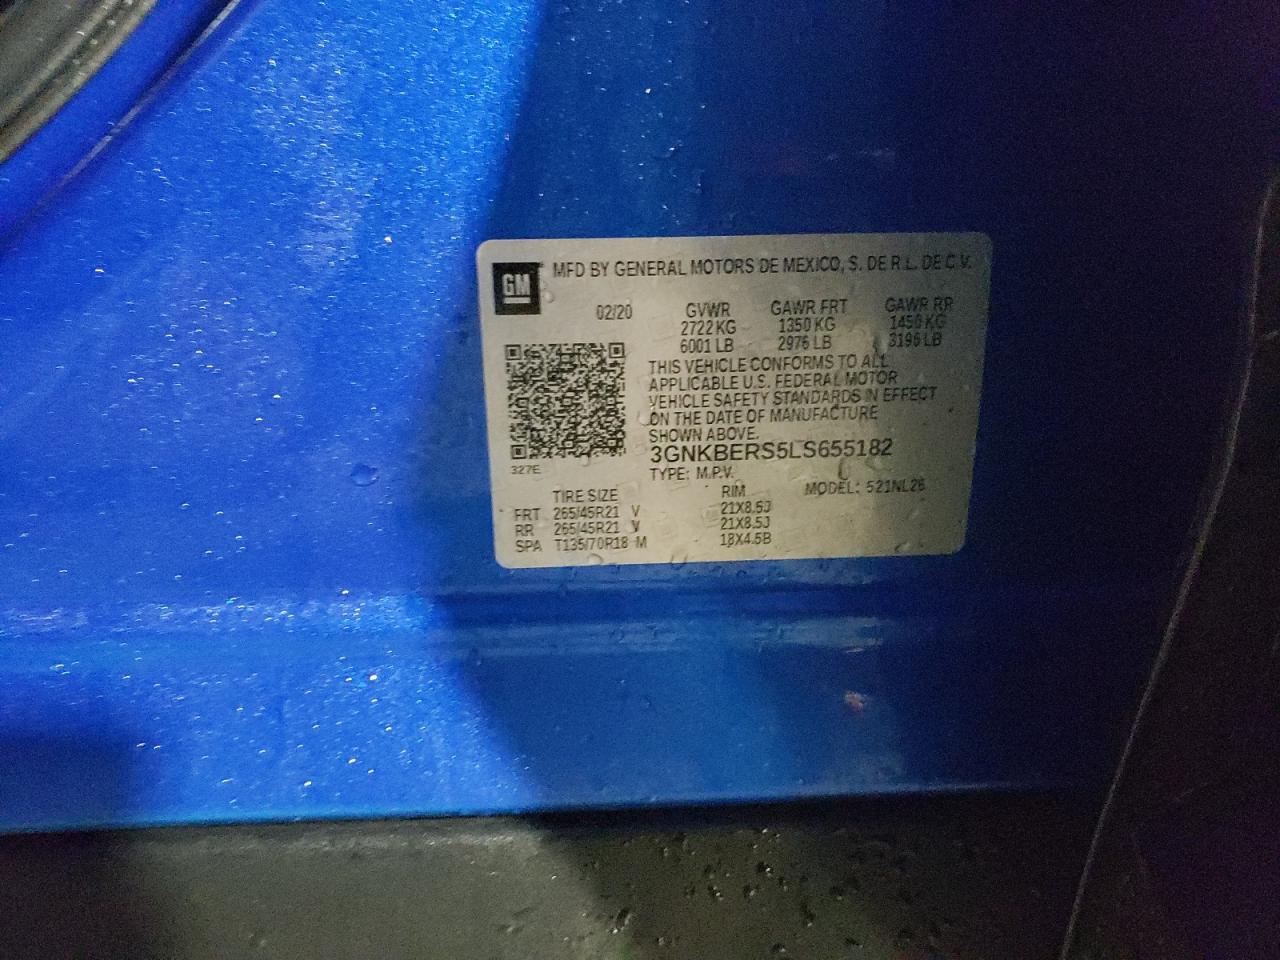 GM
MFD BY GENERAL MOTORS DE MEXICO, S. DE R.L. DE C.V.
02/20 GVWR GAWR FRT GAWR RR
2722 KG 1350 KG 1450 KG
6001 LB 2976 LB 3196 LB
THIS VEHICLE CONFORMS TO ALL
APPLICABLE U.S. FEDERAL MOTOR
VEHICLE SAFETY STANDARDS IN EFFECT
ON THE DATE OF MANUFACTURE
SHOWN ABOVE.
3GNKBERS5LS655182
327E
TYPE: M.P.V.
MODEL: 521NL26
TIRE SIZE RIM
FRT 265/45R21 V 21X8.5J
RR 265/45R21 V 21X8.5J
SPA T135/70R18 M 18X4.5B